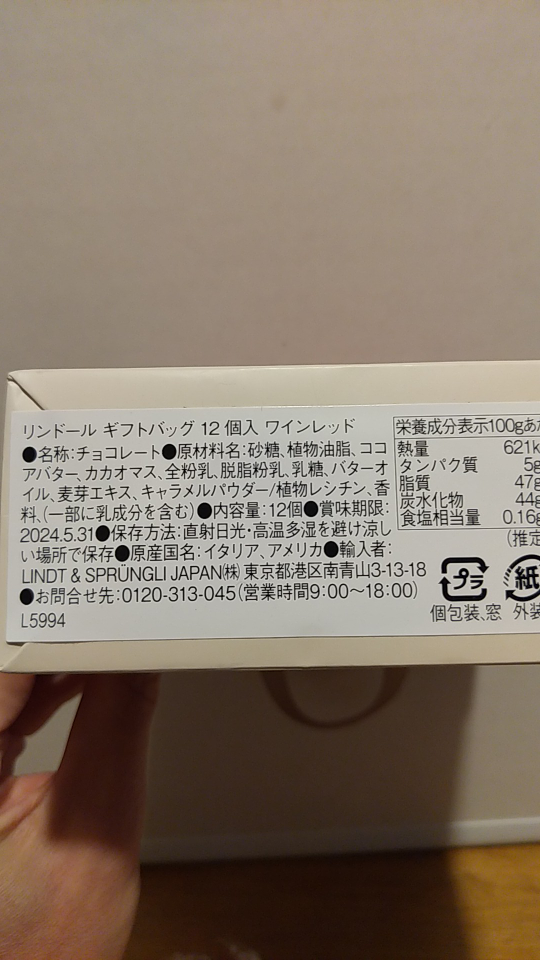 リンドール ギフトバッグ 12 個入 ワインレッド
●名称:チョコレート●原材料名:砂糖、植物油脂、ココ
アバター、カカオマス、全粉乳、脱脂粉乳、乳糖、バターオ
イル、麦芽エキス、キャラメルパウダー/植物レシチン、香
料、(一部に乳成分を含む)●内容量:12個●賞味期限:
2024.5.31●保存方法:直射日光・高温多湿を避け涼し
い場所で保存●原産国名:イタリア、アメリカ●輸入者:
LINDT & SPRÜNGLI JAPAN㈱ 東京都港区南青山3-13-18
●お問合せ先:0120-313-045(営業時間9:00〜18:00)
L5994
栄養成分表示100gあ
熱量 621k
タンパク質 5g
脂質 47g
炭水化物 44g
食塩相当量 0.16g
(推定
プラ 紙
個包装、窓 外装